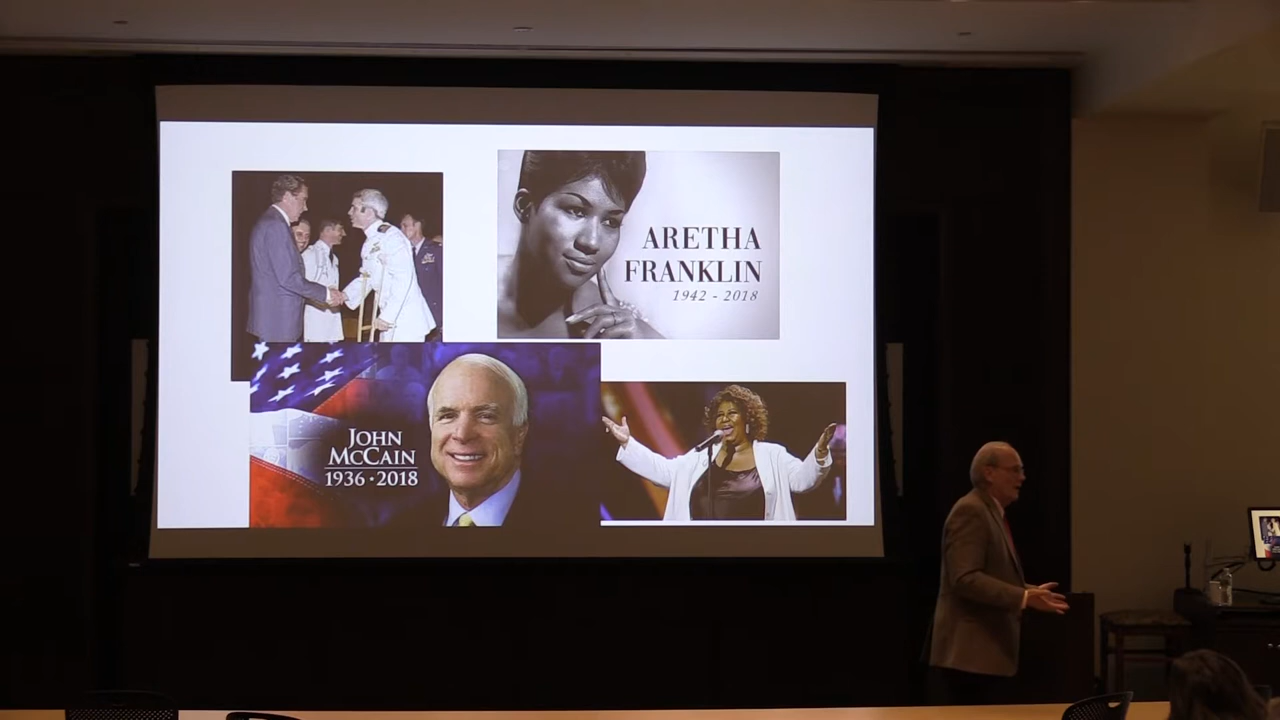 ARETHA
FRANKLIN
1942 - 2018
JOHN
MCCAIN
1936 · 2018